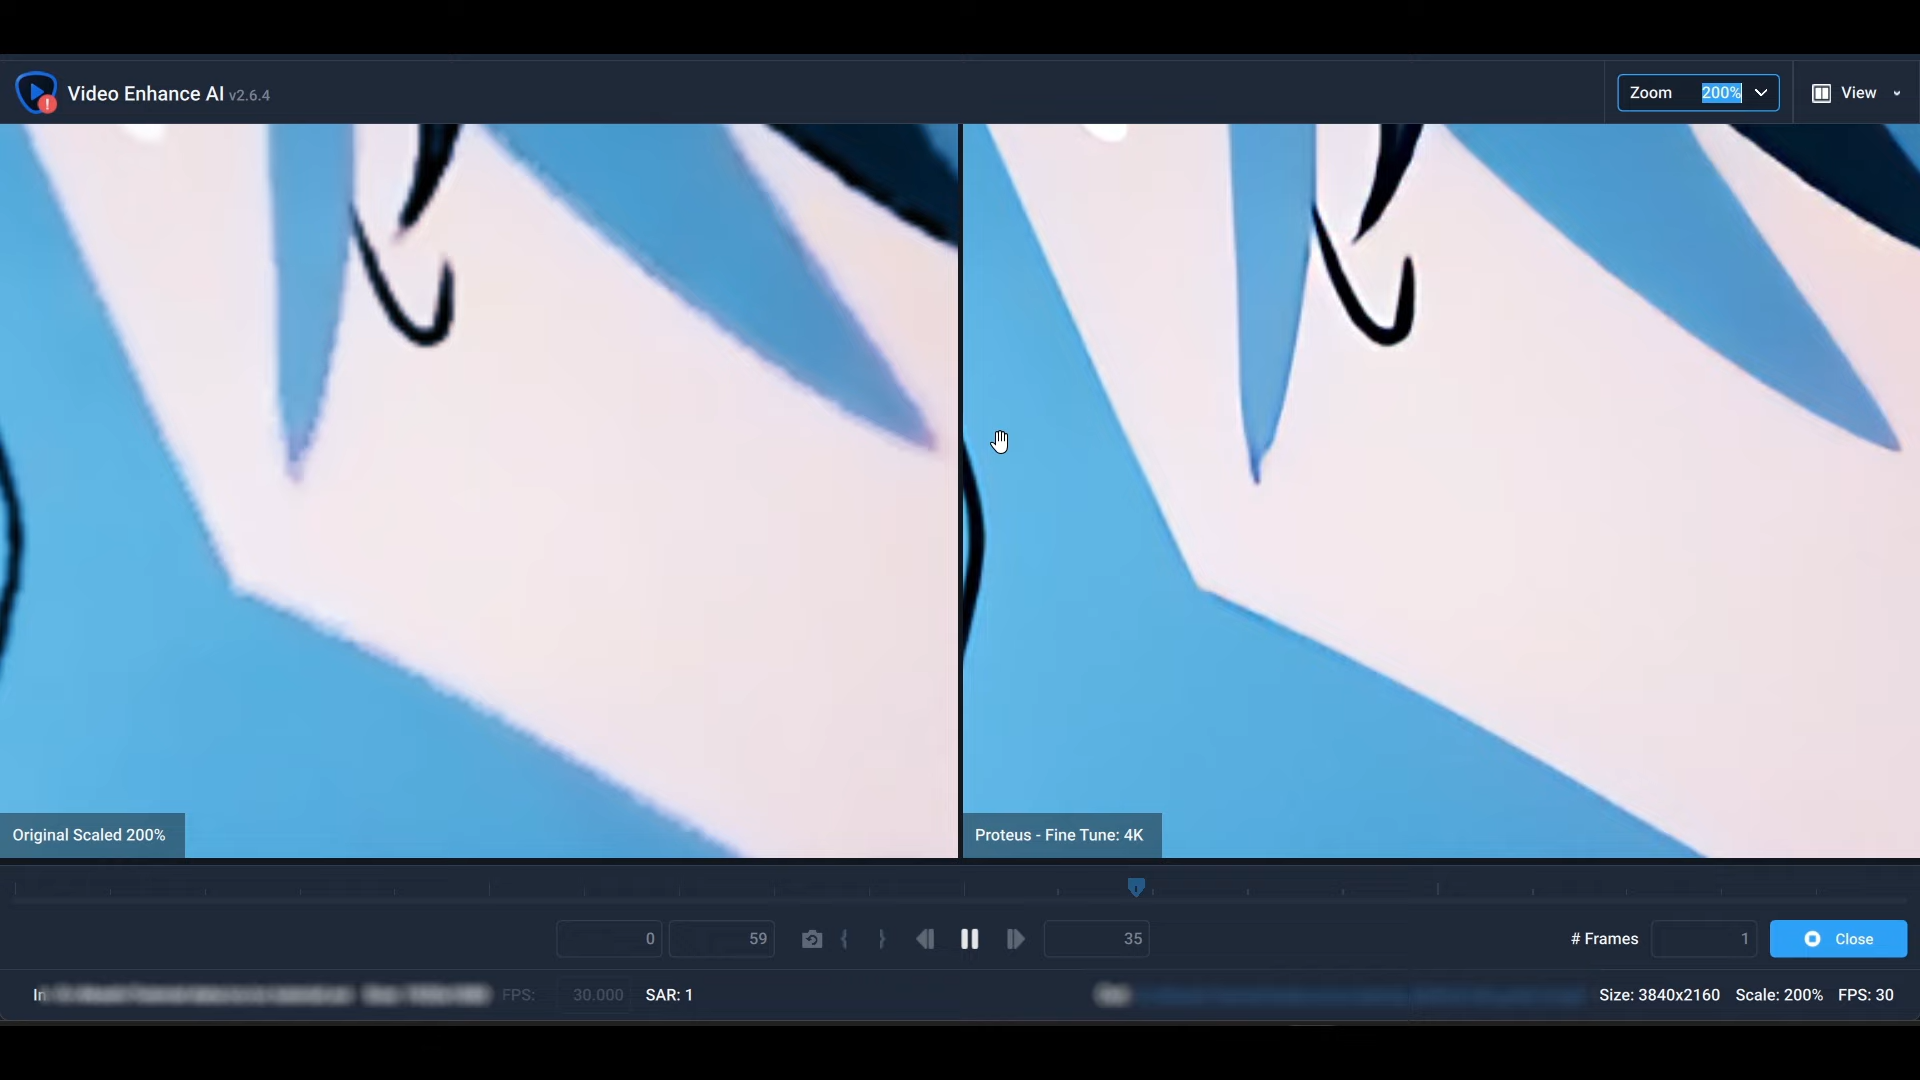 Video Enhance AI v2.6.4
Zoom 200%
View
Original Scaled 200%
Proteus - Fine Tune: 4K
0 59 35
# Frames 1
Close
In
FPS: 30.000 SAR: 1
Size: 3840x2160 Scale: 200% FPS: 30